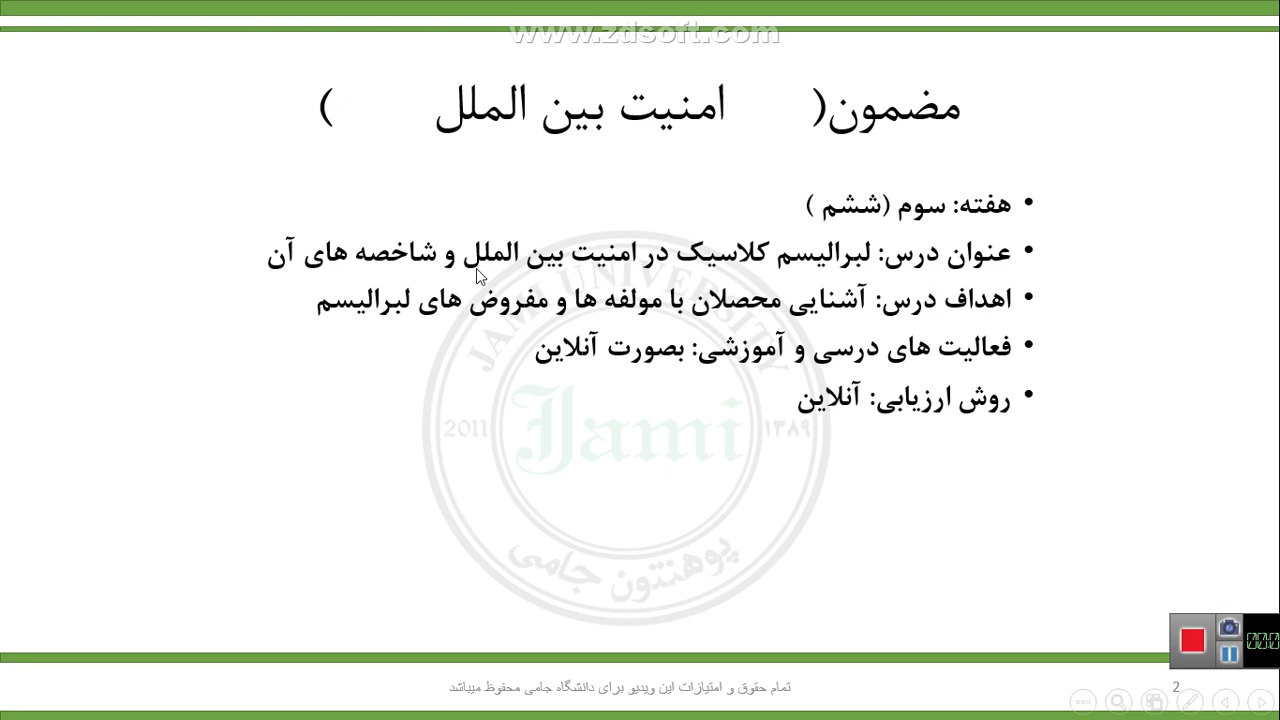 www.zdsoft.com
مضمون( امنیت بین الملل )
• هفته: سوم (ششم )
• عنوان درس: لبرالیسم کلاسیک در امنیت بین الملل و شاخصه های آن
• اهداف درس: آشنایی محصلان با مولفه ها و مفروض های لبرالیسم
• فعالیت های درسی و آموزشی: بصورت آنلاین
• روش ارزیابی: آنلاین
JAMI UNIVERSITY
2011 Jami ۱۳۸۹
پوهنتون جامی
تمام حقوق و امتیازات این ویدیو برای دانشگاه جامی محفوظ میباشد
2